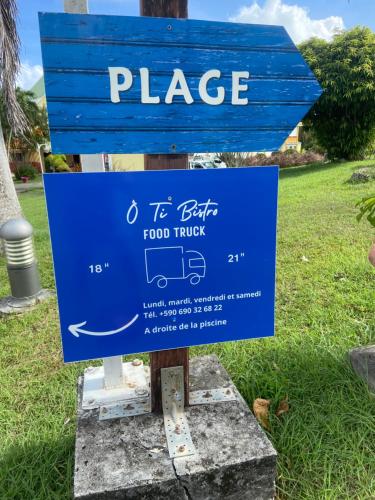 PLAGE
Ô Ti Bistro
FOOD TRUCK
18 H
21 H
Lundi, mardi, vendredi et samedi
Tél. +590 690 32 68 22
A droite de la piscine